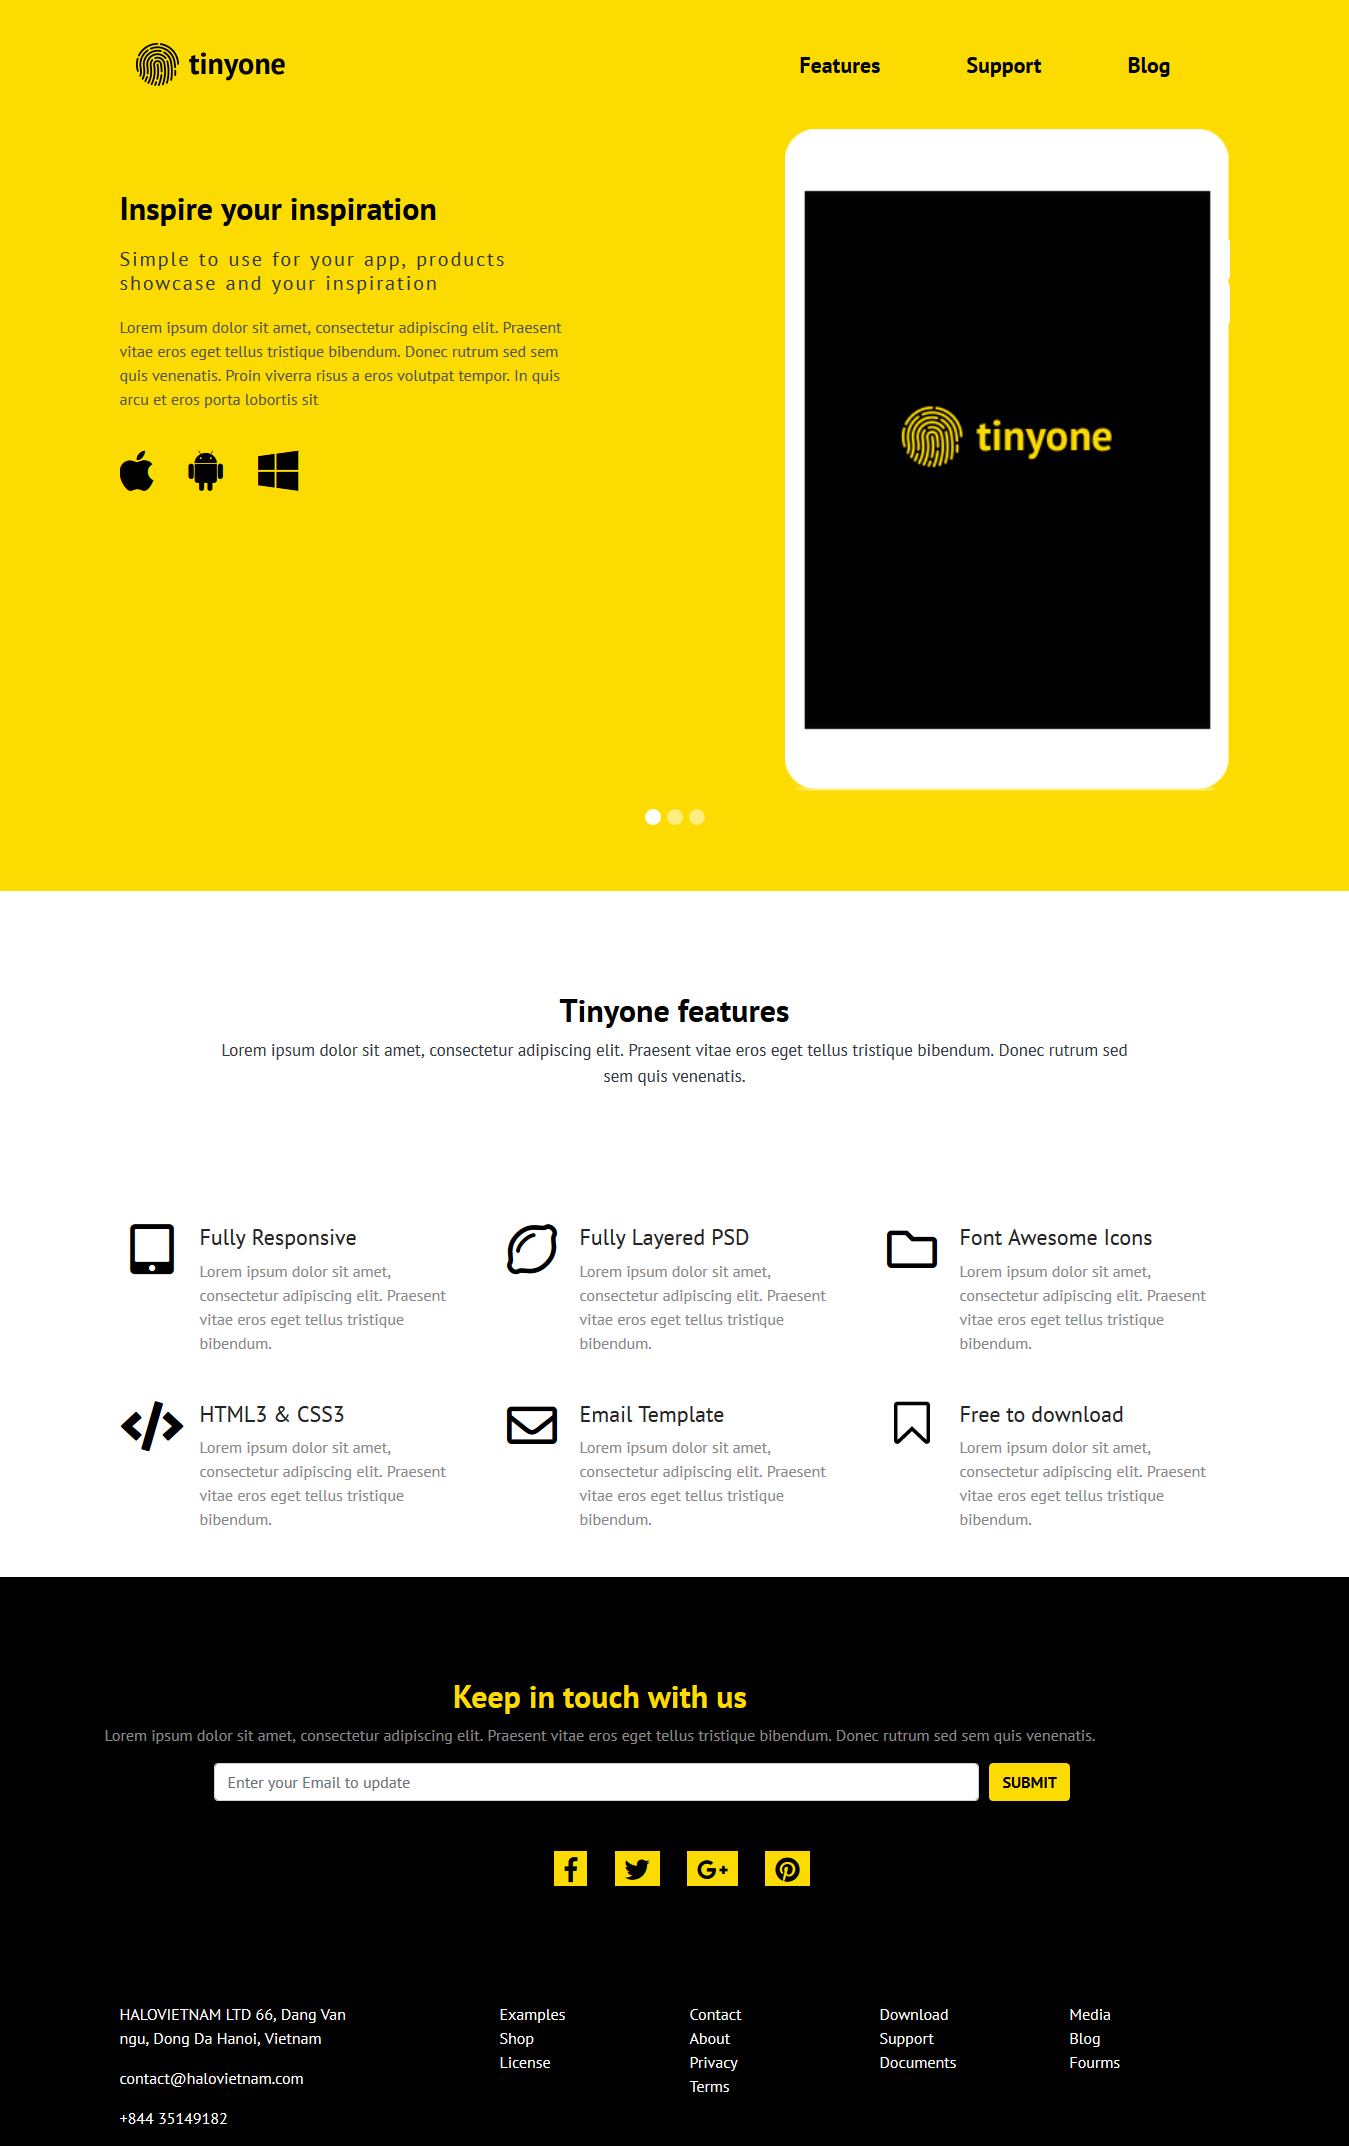 tinyone
Features
Support
Blog
Inspire your inspiration
Simple to use for your app, products
showcase and your inspiration
Lorem ipsum dolor sit amet, consectetur adipiscing elit. Praesent
vitae eros eget tellus tristique bibendum. Donec rutrum sed sem
quis venenatis. Proin viverra risus a eros volutpat tempor. In quis
arcu et eros porta lobortis sit
tinyone
Tinyone features
Lorem ipsum dolor sit amet, consectetur adipiscing elit. Praesent vitae eros eget tellus tristique bibendum. Donec rutrum sed
sem quis venenatis.
Fully Responsive
Lorem ipsum dolor sit amet,
consectetur adipiscing elit. Praesent
vitae eros eget tellus tristique
bibendum.
Fully Layered PSD
Lorem ipsum dolor sit amet,
consectetur adipiscing elit. Praesent
vitae eros eget tellus tristique
bibendum.
Font Awesome Icons
Lorem ipsum dolor sit amet,
consectetur adipiscing elit. Praesent
vitae eros eget tellus tristique
bibendum.
HTML3 & CSS3
Lorem ipsum dolor sit amet,
consectetur adipiscing elit. Praesent
vitae eros eget tellus tristique
bibendum.
Email Template
Lorem ipsum dolor sit amet,
consectetur adipiscing elit. Praesent
vitae eros eget tellus tristique
bibendum.
Free to download
Lorem ipsum dolor sit amet,
consectetur adipiscing elit. Praesent
vitae eros eget tellus tristique
bibendum.
Keep in touch with us
Lorem ipsum dolor sit amet, consectetur adipiscing elit. Praesent vitae eros eget tellus tristique bibendum. Donec rutrum sed sem quis venenatis.
Enter your Email to update
SUBMIT
HALOVIETNAM LTD 66, Dang Van
ngu, Dong Da Hanoi, Vietnam
contact@halovietnam.com
+844 35149182
Examples
Shop
License
Contact
About
Privacy
Terms
Download
Support
Documents
Media
Blog
Fourms